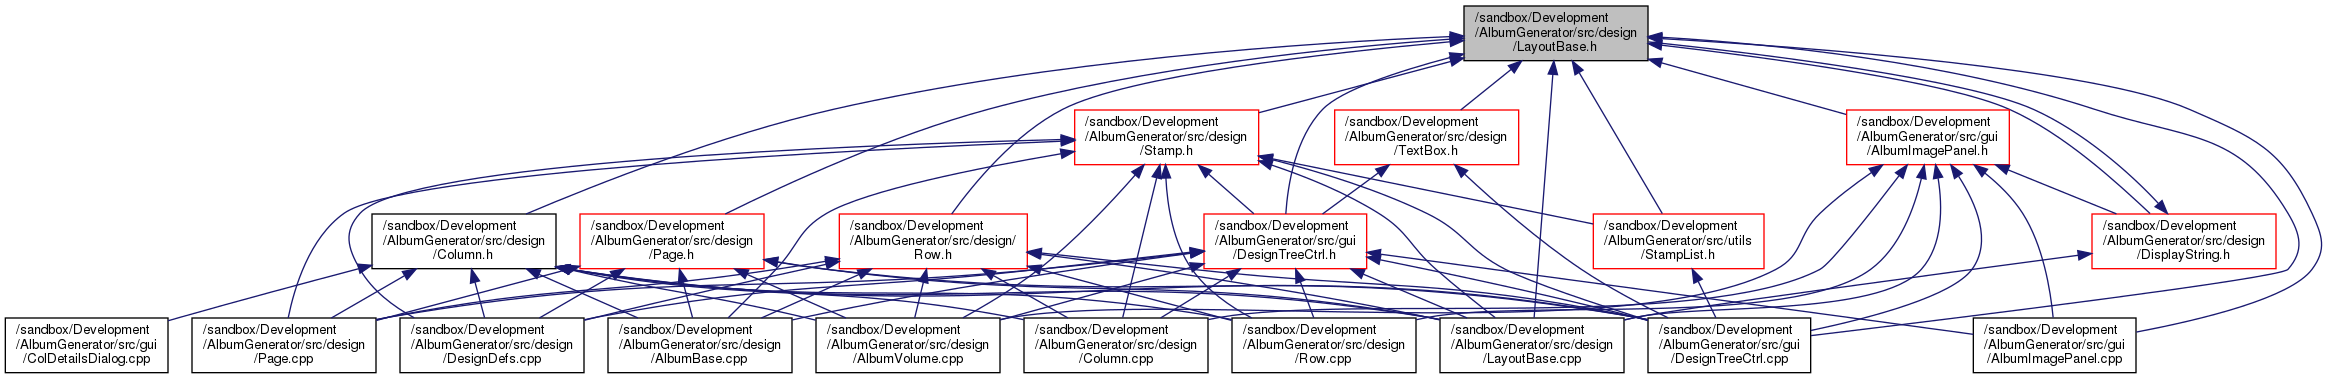 /sandbox/Development
/AlbumGenerator/src/design
/LayoutBase.h
/sandbox/Development
/AlbumGenerator/src/design
/Stamp.h
/sandbox/Development
/AlbumGenerator/src/design
/TextBox.h
/sandbox/Development
/AlbumGenerator/src/gui
/AlbumImagePanel.h
/sandbox/Development
/AlbumGenerator/src/design
/Column.h
/sandbox/Development
/AlbumGenerator/src/design
/Page.h
/sandbox/Development
/AlbumGenerator/src/design/
Row.h
/sandbox/Development
/AlbumGenerator/src/gui
/DesignTreeCtrl.h
/sandbox/Development
/AlbumGenerator/src/utils
/StampList.h
/sandbox/Development
/AlbumGenerator/src/design
/DisplayString.h
/sandbox/Development
/AlbumGenerator/src/gui
/ColDetailsDialog.cpp
/sandbox/Development
/AlbumGenerator/src/design
/Page.cpp
/sandbox/Development
/AlbumGenerator/src/design
/DesignDefs.cpp
/sandbox/Development
/AlbumGenerator/src/design
/AlbumBase.cpp
/sandbox/Development
/AlbumGenerator/src/design
/AlbumVolume.cpp
/sandbox/Development
/AlbumGenerator/src/design
/Column.cpp
/sandbox/Development
/AlbumGenerator/src/design
/Row.cpp
/sandbox/Development
/AlbumGenerator/src/design
/LayoutBase.cpp
/sandbox/Development
/AlbumGenerator/src/gui
/DesignTreeCtrl.cpp
/sandbox/Development
/AlbumGenerator/src/gui
/AlbumImagePanel.cpp